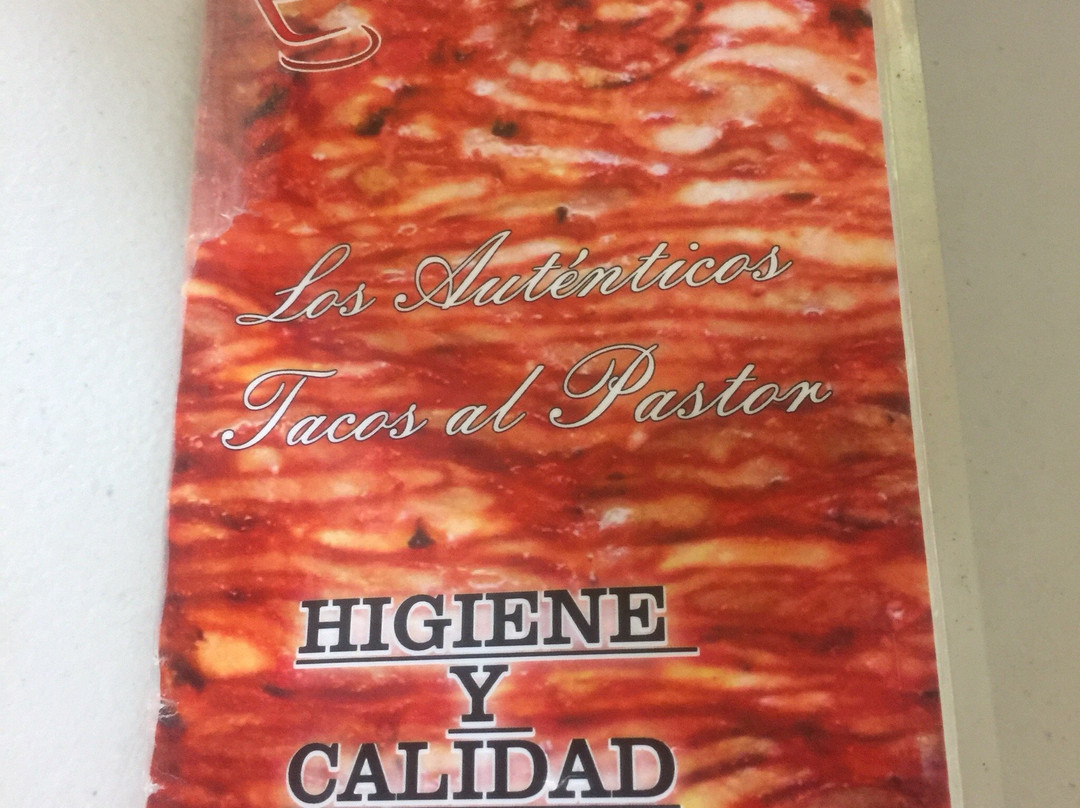 Los Auténticos
Tacos al Pastor
HIGIENE
Y
CALIDAD